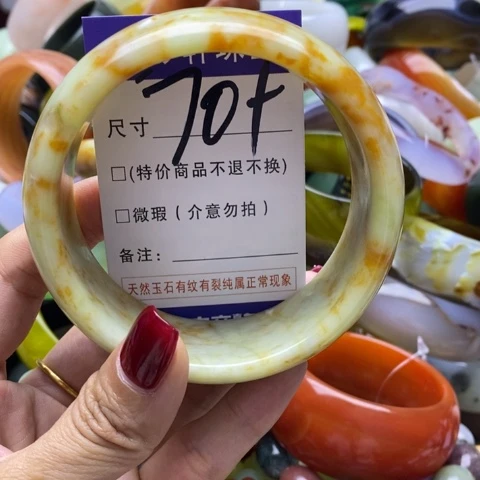 尺寸 70+
□(特价商品不退不换)
□微瑕（介意勿拍）
备注：
天然玉石有纹有裂纯属正常现象